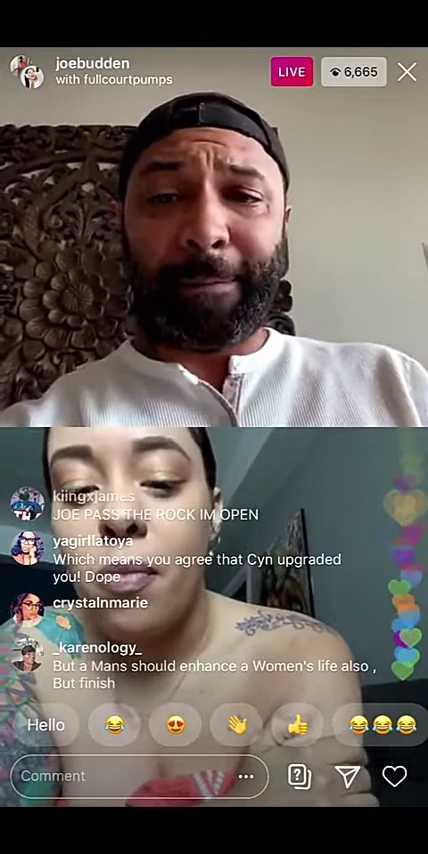 joebudden
with fullcourtpumps
LIVE
6,665
kiingxjames
JOE PASS THE ROCK IM OPEN
yagirllatoya
Which means you agree that Cyn upgraded
you! Dope
crystalnmarie
_karenology_
But a Mans should enhance a Women's life also ,
But finish
Hello
Comment